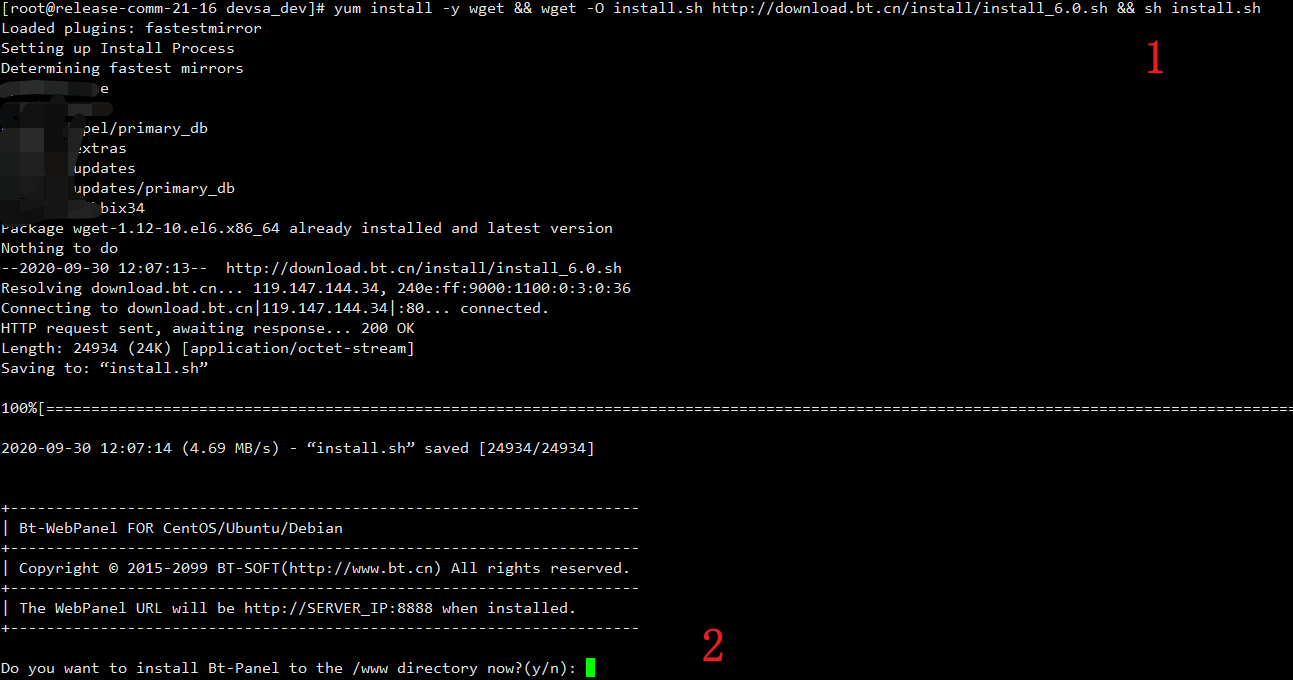 [root@release-comm-21-16 devsa_dev]# yum install -y wget && wget -O install.sh http://download.bt.cn/install/install_6.0.sh && sh install.sh
Loaded plugins: fastestmirror
Setting up Install Process
1
Determining fastest mirrors
e
pel/primary_db
extras
updates
updates/primary_db
bix34
Package wget-1.12-10.el6.x86_64 already installed and latest version
Nothing to do
--2020-09-30 12:07:13--  http://download.bt.cn/install/install_6.0.sh
Resolving download.bt.cn... 119.147.144.34, 240e:ff:9000:1100:0:3:0:36
Connecting to download.bt.cn|119.147.144.34|:80... connected.
HTTP request sent, awaiting response... 200 OK
Length: 24934 (24K) [application/octet-stream]
Saving to: “install.sh”
100%[=====================================================================================================================================
2020-09-30 12:07:14 (4.69 MB/s) - “install.sh” saved [24934/24934]
+----------------------------------------------------------------------
| Bt-WebPanel FOR CentOS/Ubuntu/Debian
+----------------------------------------------------------------------
| Copyright © 2015-2099 BT-SOFT(http://www.bt.cn) All rights reserved.
+----------------------------------------------------------------------
| The WebPanel URL will be http://SERVER_IP:8888 when installed.
+----------------------------------------------------------------------
2
Do you want to install Bt-Panel to the /www directory now?(y/n):